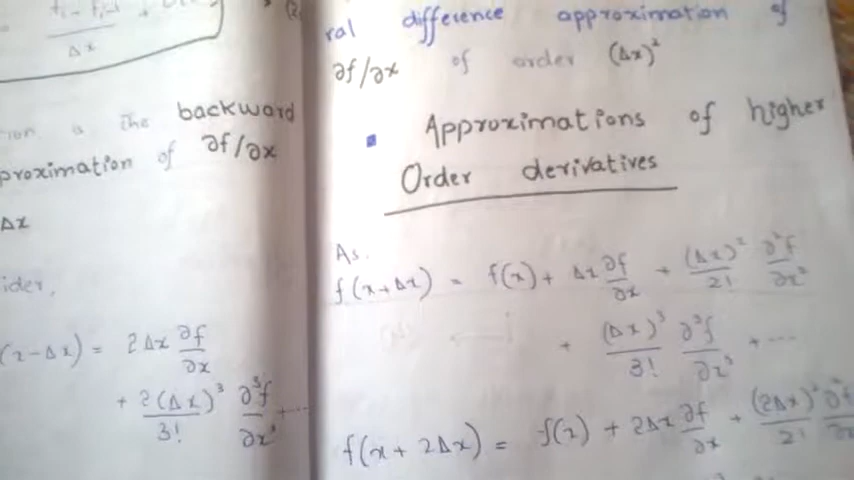 Δx
backward
proximation of ∂f/∂x
Δx
(x-Δx) = 2Δx ∂f/∂x
+ 2(Δx)³/3! ∂³f/∂x³ + ...
ral difference approximation of
∂f/∂x of order (Δx)²
▪ Approximations of higher
Order derivatives
As.
f(x+Δx) = f(x) + Δx ∂f/∂x + (Δx)²/2! ∂²f/∂x²
+ (Δx)³/3! ∂³f/∂x³ + ....
f(x + 2Δx) = f(x) + 2Δx ∂f/∂x + (2Δx)²/2! ∂²f